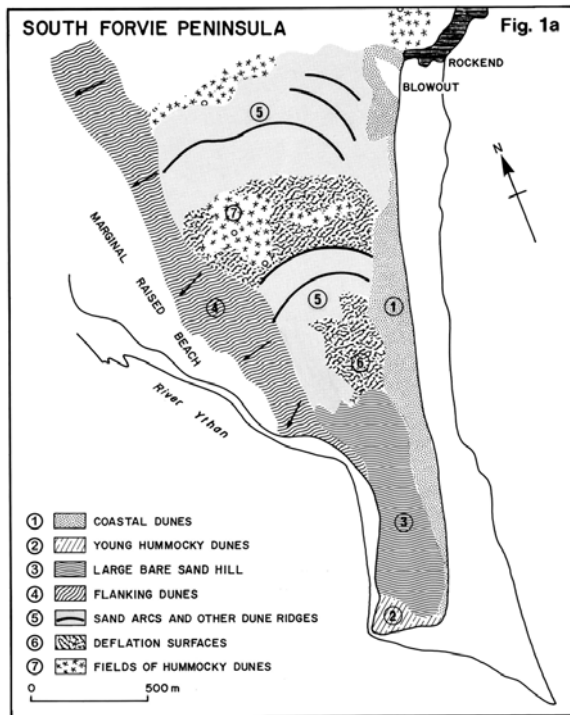 SOUTH FORVIE PENINSULA
Fig. 1a
ROCKEND
BLOWOUT
N
5
7
MARGINAL
RAISED
BEACH
4
5
1
6
River Ythan
3
2
1 COASTAL DUNES
2 YOUNG HUMMOCKY DUNES
3 LARGE BARE SAND HILL
4 FLANKING DUNES
5 SAND ARCS AND OTHER DUNE RIDGES
6 DEFLATION SURFACES
7 FIELDS OF HUMMOCKY DUNES
0 500 m